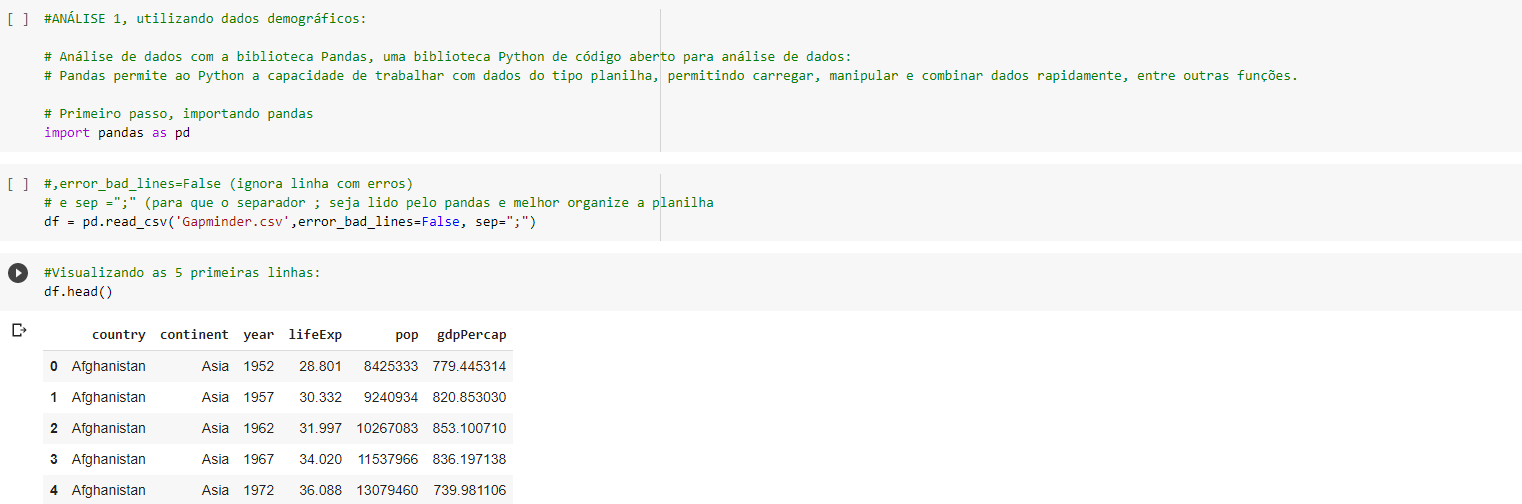 [ ] #ANÁLISE 1, utilizando dados demográficos:
# Análise de dados com a biblioteca Pandas, uma biblioteca Python de código aberto para análise de dados:
# Pandas permite ao Python a capacidade de trabalhar com dados do tipo planilha, permitindo carregar, manipular e combinar dados rapidamente, entre outras funções.
# Primeiro passo, importando pandas
import pandas as pd
[ ] #,error_bad_lines=False (ignora linha com erros)
# e sep =";" (para que o separador ; seja lido pelo pandas e melhor organize a planilha
df = pd.read_csv('Gapminder.csv',error_bad_lines=False, sep=";")
#Visualizando as 5 primeiras linhas:
df.head()
country continent year lifeExp pop gdpPercap
0 Afghanistan Asia 1952 28.801 8425333 779.445314
1 Afghanistan Asia 1957 30.332 9240934 820.853030
2 Afghanistan Asia 1962 31.997 10267083 853.100710
3 Afghanistan Asia 1967 34.020 11537966 836.197138
4 Afghanistan Asia 1972 36.088 13079460 739.981106